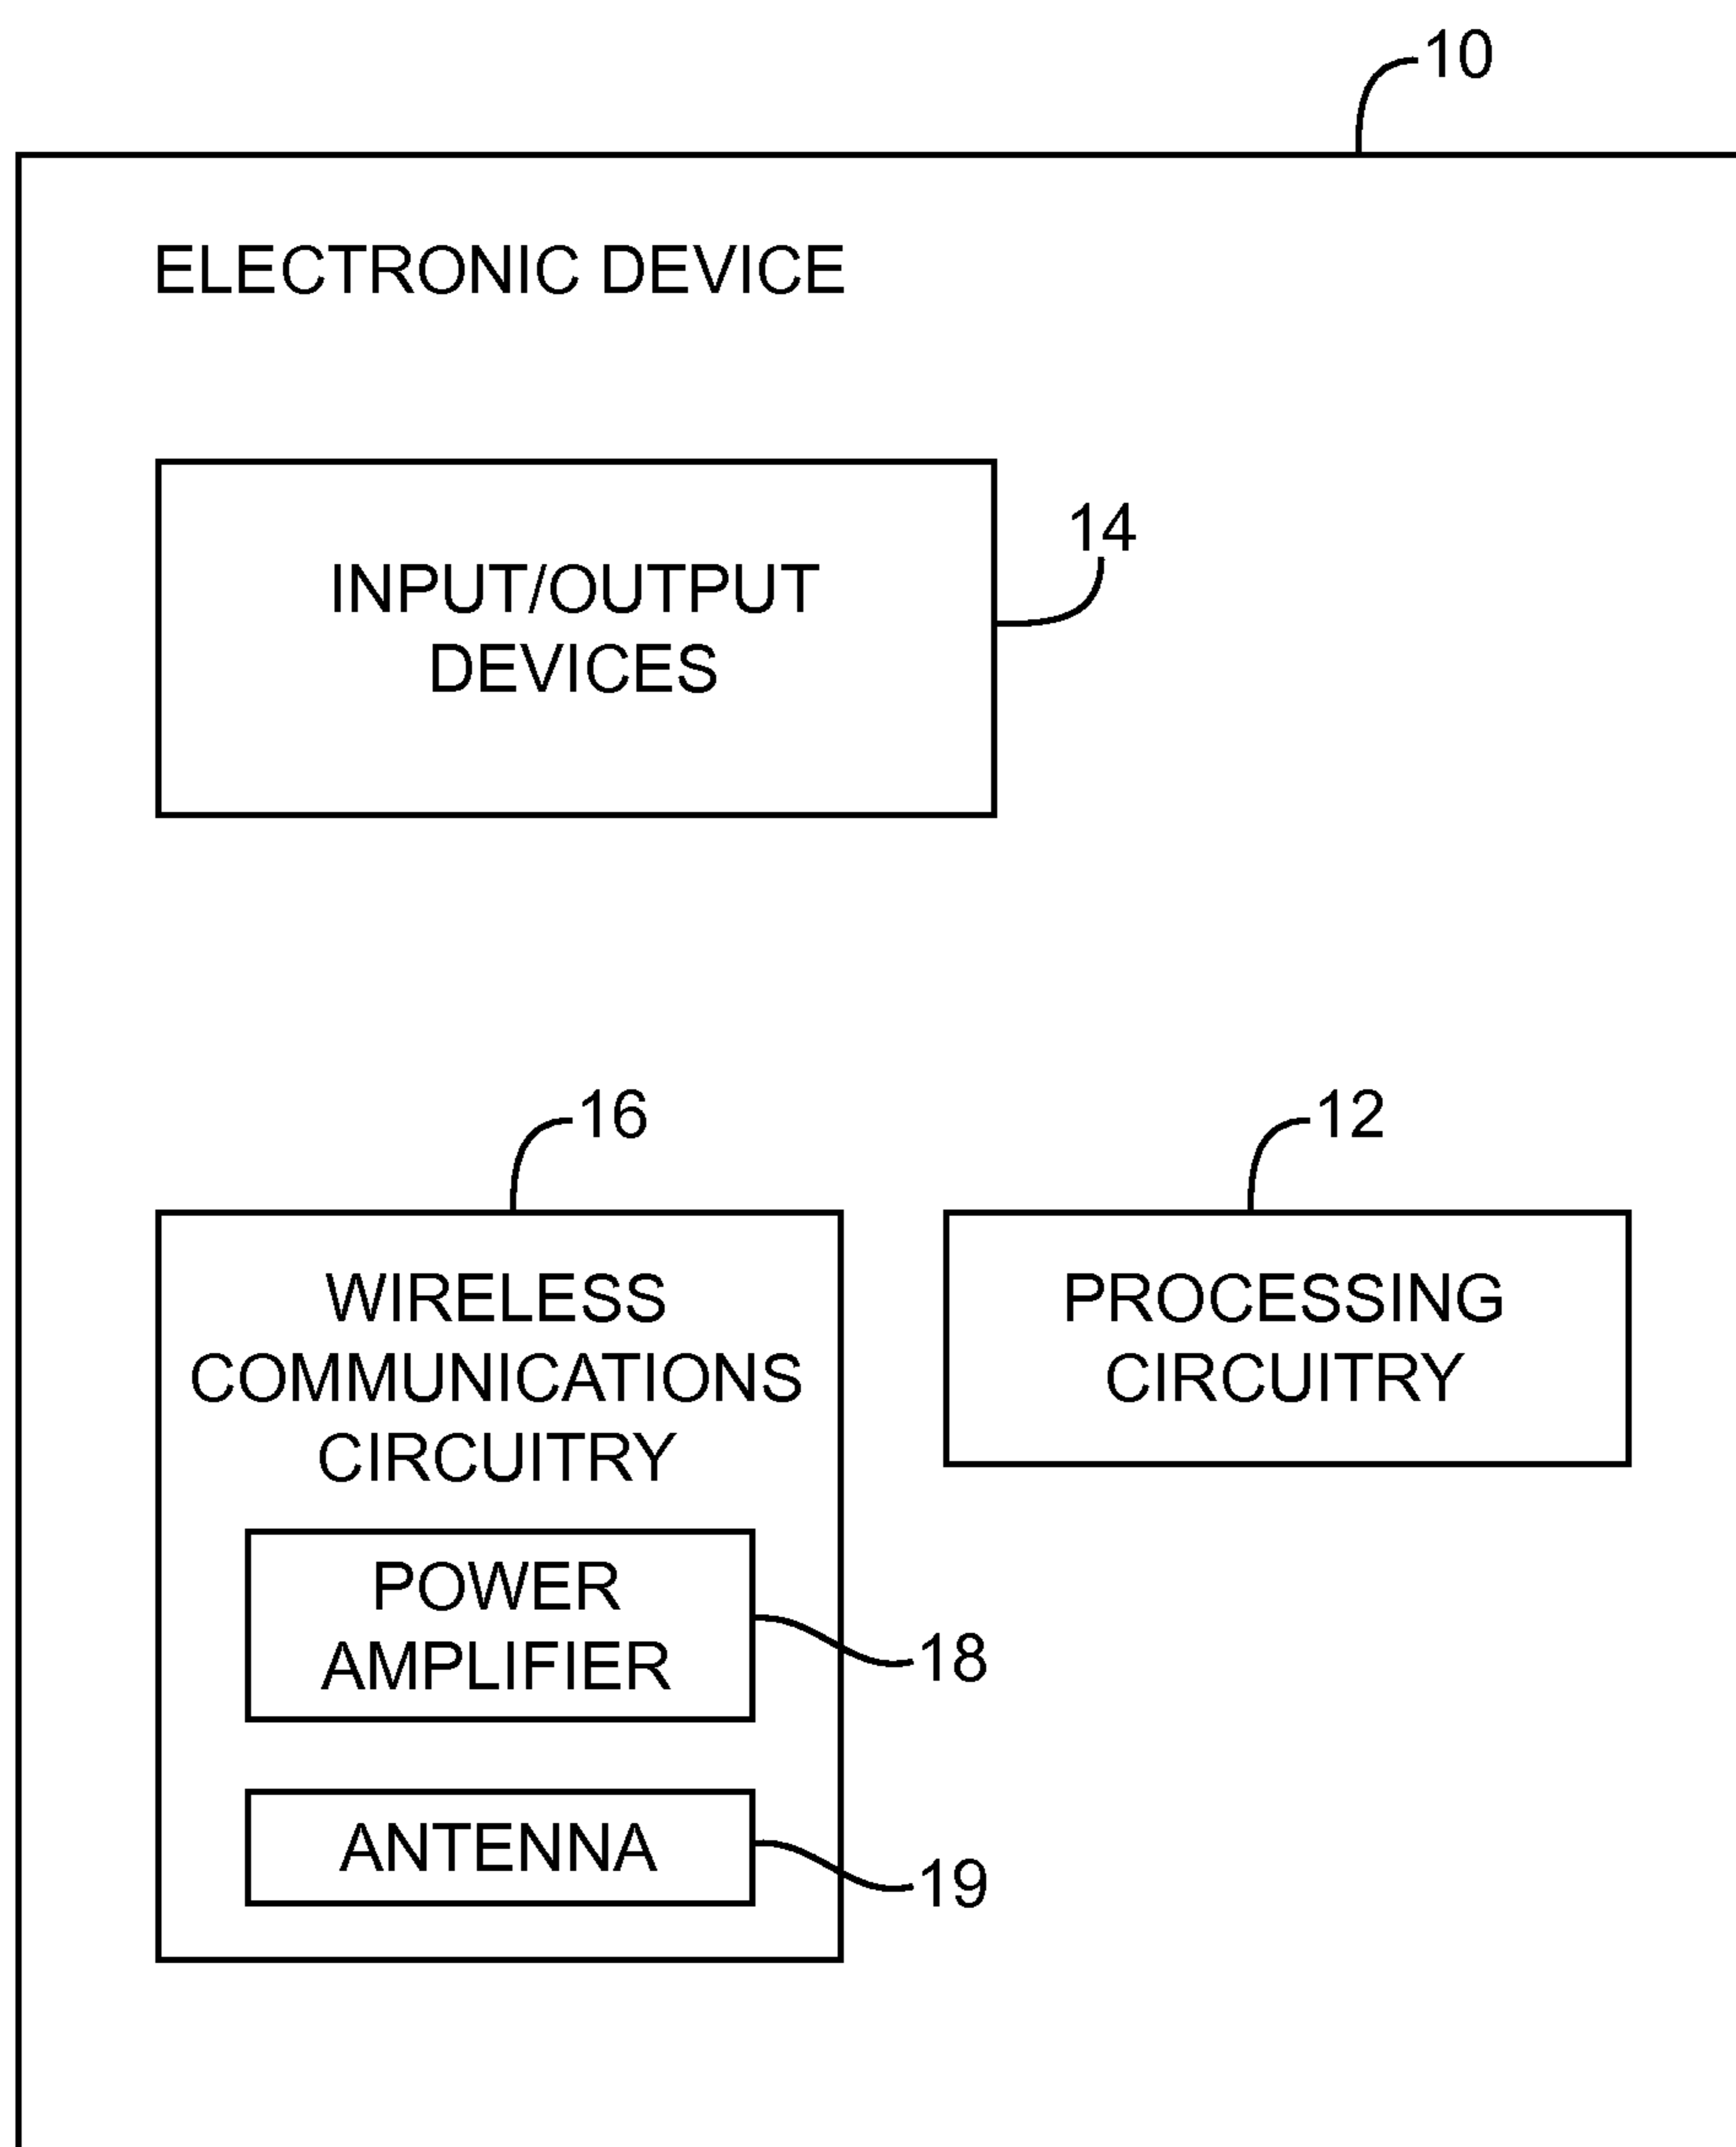 10
ELECTRONIC DEVICE
INPUT/OUTPUT
DEVICES
14
16
WIRELESS
COMMUNICATIONS
CIRCUITRY
12
PROCESSING
CIRCUITRY
POWER
AMPLIFIER
18
ANTENNA
19